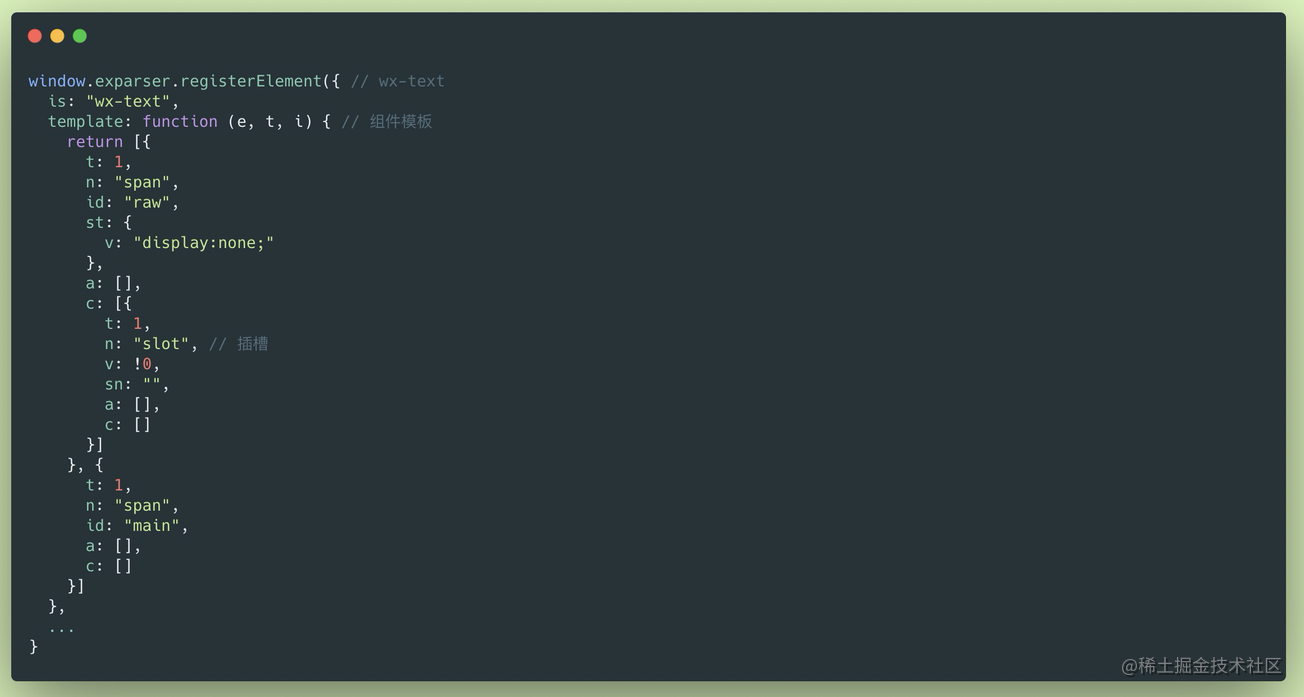 window.exparser.registerElement({ // wx-text
  is: "wx-text",
  template: function (e, t, i) { // 组件模板
    return [{
      t: 1,
      n: "span",
      id: "raw",
      st: {
        v: "display:none;"
      },
      a: [],
      c: [{
        t: 1,
        n: "slot", // 插槽
        v: !0,
        sn: "",
        a: [],
        c: []
      }]
    }, {
      t: 1,
      n: "span",
      id: "main",
      a: [],
      c: []
    }]
  },
  ...
}
@稀土掘金技术社区